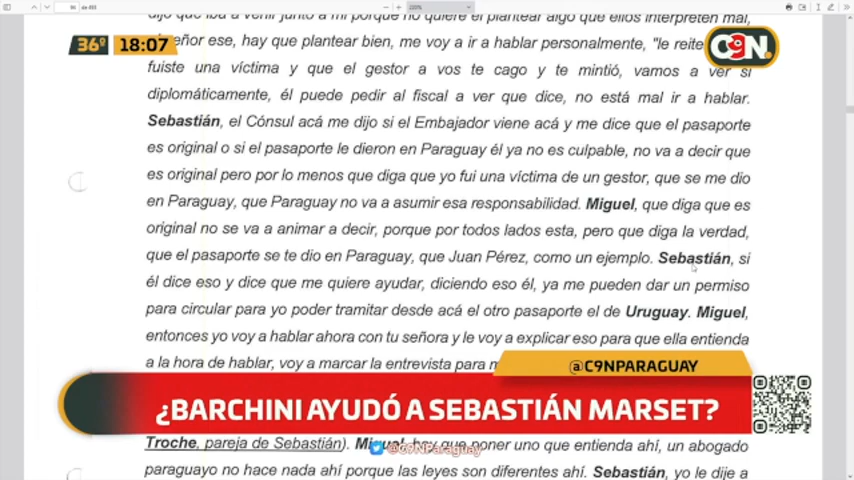 96 de 455
220%
dijo que iba a venir junto a mi porque no quiere el plantear algo que ellos interpreten mal,
señor ese, hay que plantear bien, me voy a ir a hablar personalmente, "le reite
36º 18:07
C9N
fuiste una víctima y que el gestor a vos te cago y te mintió, vamos a ver si
diplomáticamente, él puede pedir al fiscal a ver que dice, no está mal ir a hablar.
Sebastián, el Cónsul acá me dijo si el Embajador viene acá y me dice que el pasaporte
es original o si el pasaporte le dieron en Paraguay él ya no es culpable, no va a decir que
es original pero por lo menos que diga que yo fui una víctima de un gestor, que se me dio
en Paraguay, que Paraguay no va a asumir esa responsabilidad. Miguel, que diga que es
original no se va a animar a decir, porque por todos lados esta, pero que diga la verdad,
que el pasaporte se te dio en Paraguay, que Juan Pérez, como un ejemplo. Sebastián, si
él dice eso y dice que me quiere ayudar, diciendo eso él, ya me pueden dar un permiso
para circular para yo poder tramitar desde acá el otro pasaporte el de Uruguay. Miguel,
entonces yo voy a hablar ahora con tu señora y le voy a explicar eso para que ella entienda
a la hora de hablar, voy a marcar la entrevista para
@C9NPARAGUAY
¿BARCHINI AYUDÓ A SEBASTIÁN MARSET?
Troche, pareja de Sebastián). Miguel, hay que poner uno que entienda ahí, un abogado
@C9NParaguay
paraguayo no hace nada ahí porque las leyes son diferentes ahí. Sebastián, yo le dije a